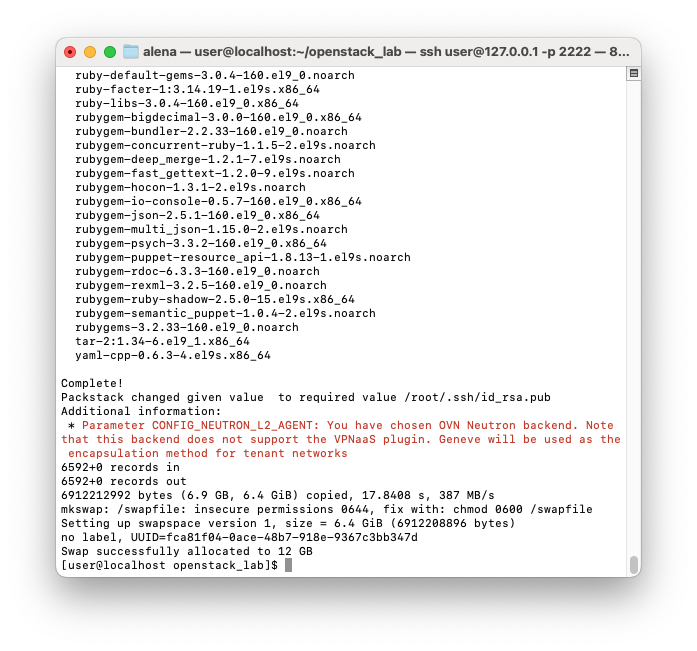 alena — user@localhost:~/openstack_lab — ssh user@127.0.0.1 -p 2222 — 8...
ruby-default-gems-3.0.4-160.el9_0.noarch
ruby-facter-1:3.14.19-1.el9s.x86_64
ruby-libs-3.0.4-160.el9_0.x86_64
rubygem-bigdecimal-3.0.0-160.el9_0.x86_64
rubygem-bundler-2.2.33-160.el9_0.noarch
rubygem-concurrent-ruby-1.1.5-2.el9s.noarch
rubygem-deep_merge-1.2.1-7.el9s.noarch
rubygem-fast_gettext-1.2.0-9.el9s.noarch
rubygem-hocon-1.3.1-2.el9s.noarch
rubygem-io-console-0.5.7-160.el9_0.x86_64
rubygem-json-2.5.1-160.el9_0.x86_64
rubygem-multi_json-1.15.0-2.el9s.noarch
rubygem-psych-3.3.2-160.el9_0.x86_64
rubygem-puppet-resource_api-1.8.13-1.el9s.noarch
rubygem-rdoc-6.3.3-160.el9_0.noarch
rubygem-rexml-3.2.5-160.el9_0.noarch
rubygem-ruby-shadow-2.5.0-15.el9s.x86_64
rubygem-semantic_puppet-1.0.4-2.el9s.noarch
rubygems-3.2.33-160.el9_0.noarch
tar-2:1.34-6.el9_1.x86_64
yaml-cpp-0.6.3-4.el9s.x86_64
Complete!
Packstack changed given value  to required value /root/.ssh/id_rsa.pub
Additional information:
* Parameter CONFIG_NEUTRON_L2_AGENT: You have chosen OVN Neutron backend. Note
that this backend does not support the VPNaaS plugin. Geneve will be used as the
encapsulation method for tenant networks
6592+0 records in
6592+0 records out
6912212992 bytes (6.9 GB, 6.4 GiB) copied, 17.8408 s, 387 MB/s
mkswap: /swapfile: insecure permissions 0644, fix with: chmod 0600 /swapfile
Setting up swapspace version 1, size = 6.4 GiB (6912208896 bytes)
no label, UUID=fca81f04-0ace-48b7-918e-9367c3bb347d
Swap successfully allocated to 12 GB
[user@localhost openstack_lab]$